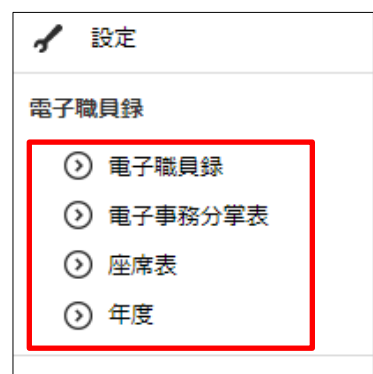 設定
電子職員録
電子職員録
電子事務分掌表
座席表
年度